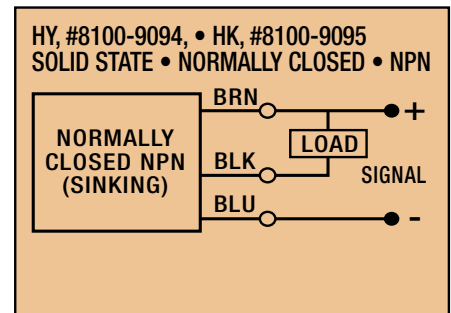 HY, #8100-9094, • HK, #8100-9095
SOLID STATE • NORMALLY CLOSED • NPN
BRN
+
NORMALLY
CLOSED NPN
(SINKING)
LOAD
BLK
SIGNAL
BLU
-